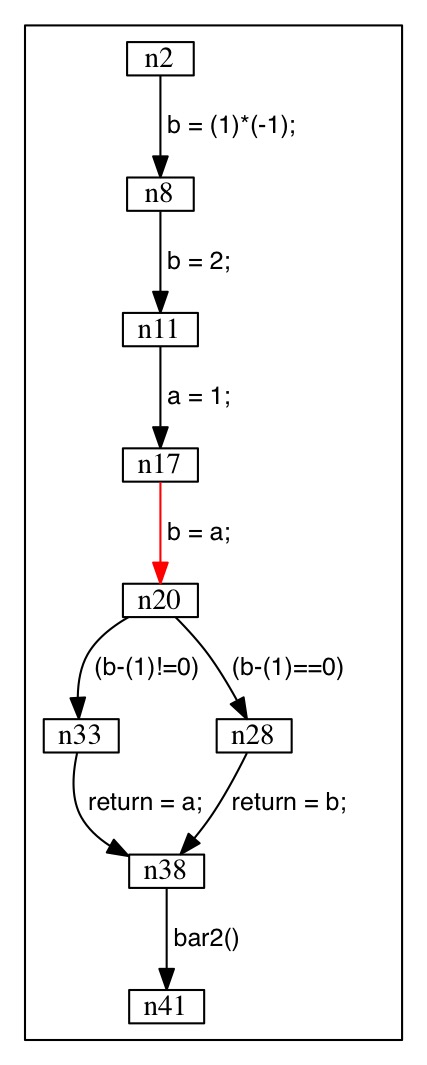 n2
b = (1)*(-1);
n8
b = 2;
n11
a = 1;
n17
b = a;
n20
(b-(1)!=0) (b-(1)==0)
n33 n28
return = a; return = b;
n38
bar2()
n41